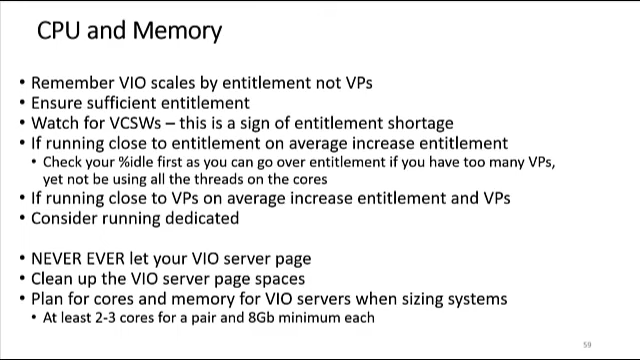 CPU and Memory
• Remember VIO scales by entitlement not VPs
• Ensure sufficient entitlement
• Watch for VCSWs – this is a sign of entitlement shortage
• If running close to entitlement on average increase entitlement
• Check your %idle first as you can go over entitlement if you have too many VPs,
yet not be using all the threads on the cores
• If running close to VPs on average increase entitlement and VPs
• Consider running dedicated
• NEVER EVER let your VIO server page
• Clean up the VIO server page spaces
• Plan for cores and memory for VIO servers when sizing systems
• At least 2-3 cores for a pair and 8Gb minimum each
59